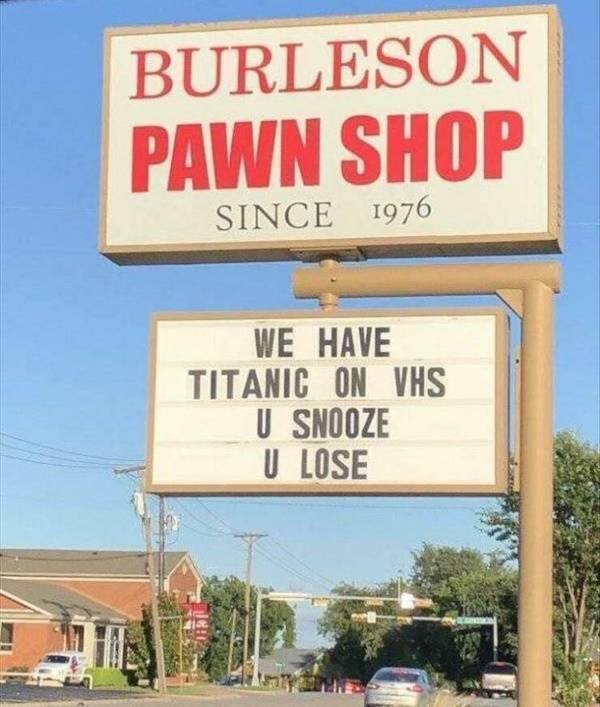 BURLESON
PAWN SHOP
SINCE 1976
WE HAVE
TITANIC ON VHS
U SNOOZE
U LOSE